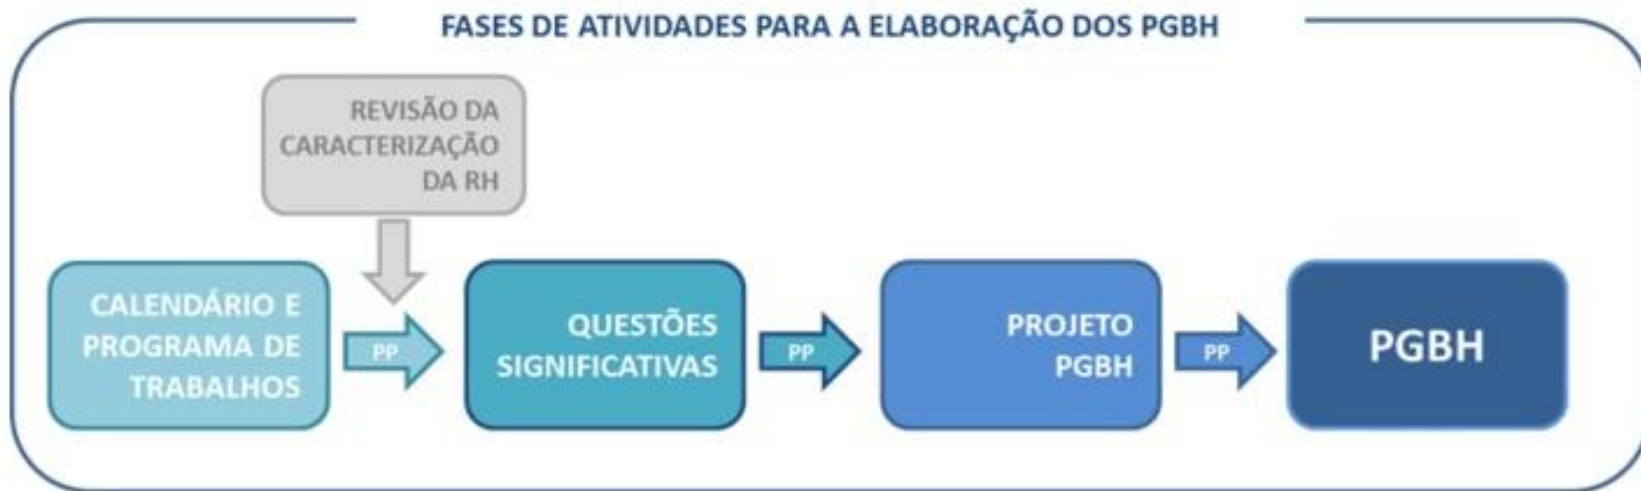 FASES DE ATIVIDADES PARA A ELABORAÇÃO DOS PGBH
REVISÃO DA
CARACTERIZAÇÃO
DA RH
CALENDÁRIO E
PROGRAMA DE
TRABALHOS
PP
QUESTÕES
SIGNIFICATIVAS
PP
PROJETO
PGBH
PP
PGBH